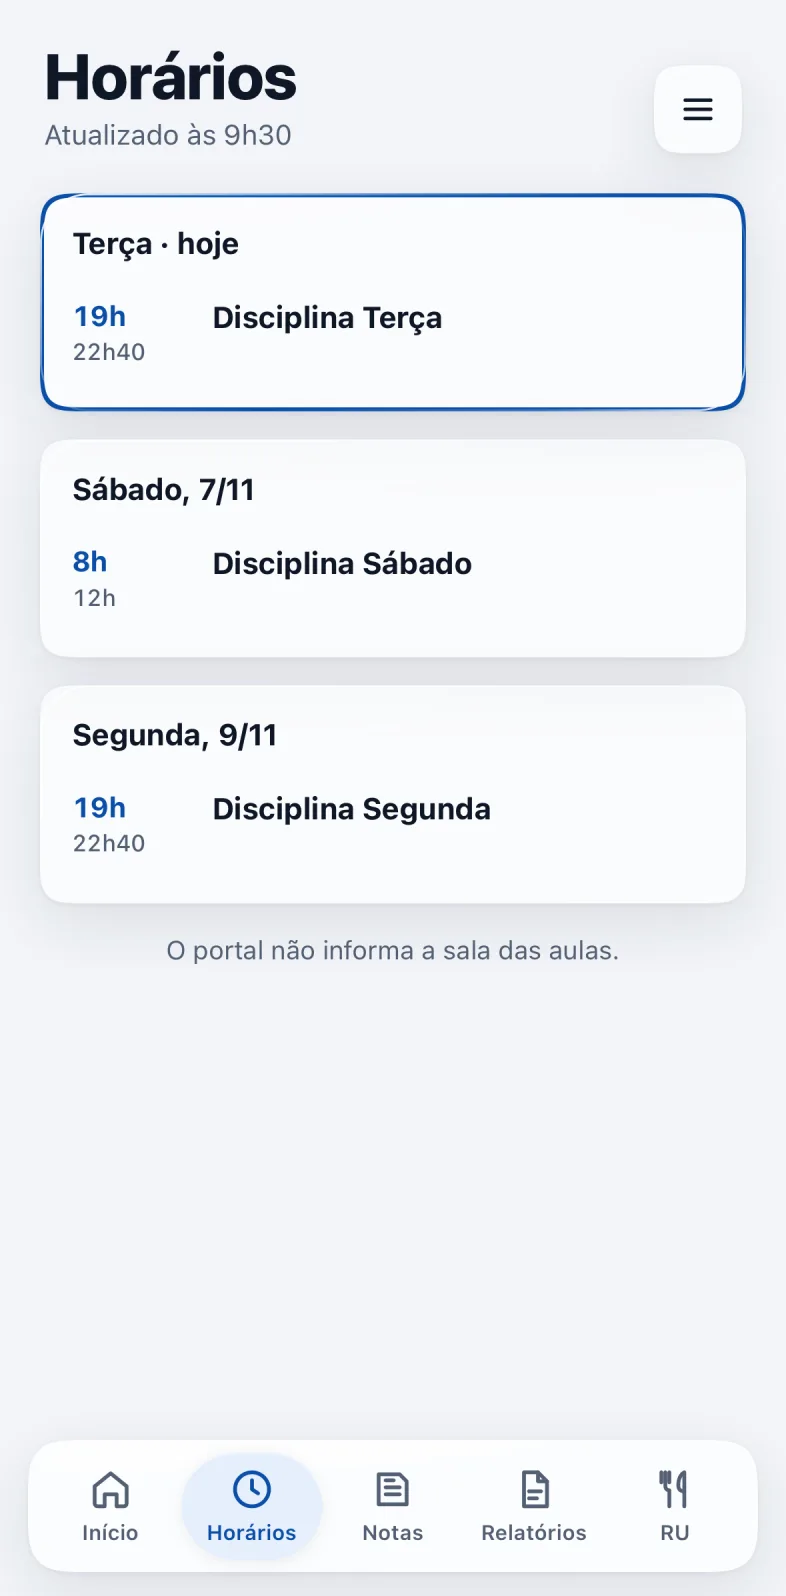 Horários
Atualizado às 9h30
Terça · hoje
19h
Disciplina Terça
22h40
Sábado, 7/11
8h
Disciplina Sábado
12h
Segunda, 9/11
19h
Disciplina Segunda
22h40
O portal não informa a sala das aulas.
Início
Horários
Notas
Relatórios
RU